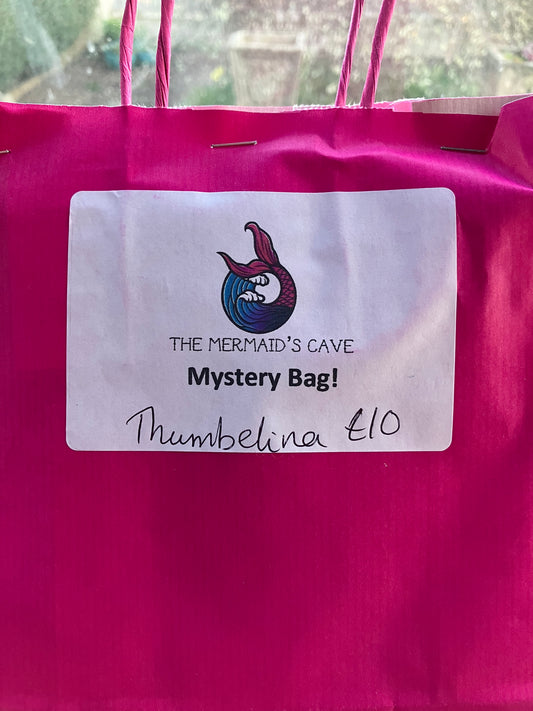 THE MERMAID'S CAVE
Mystery Bag!
Thumbelina £10